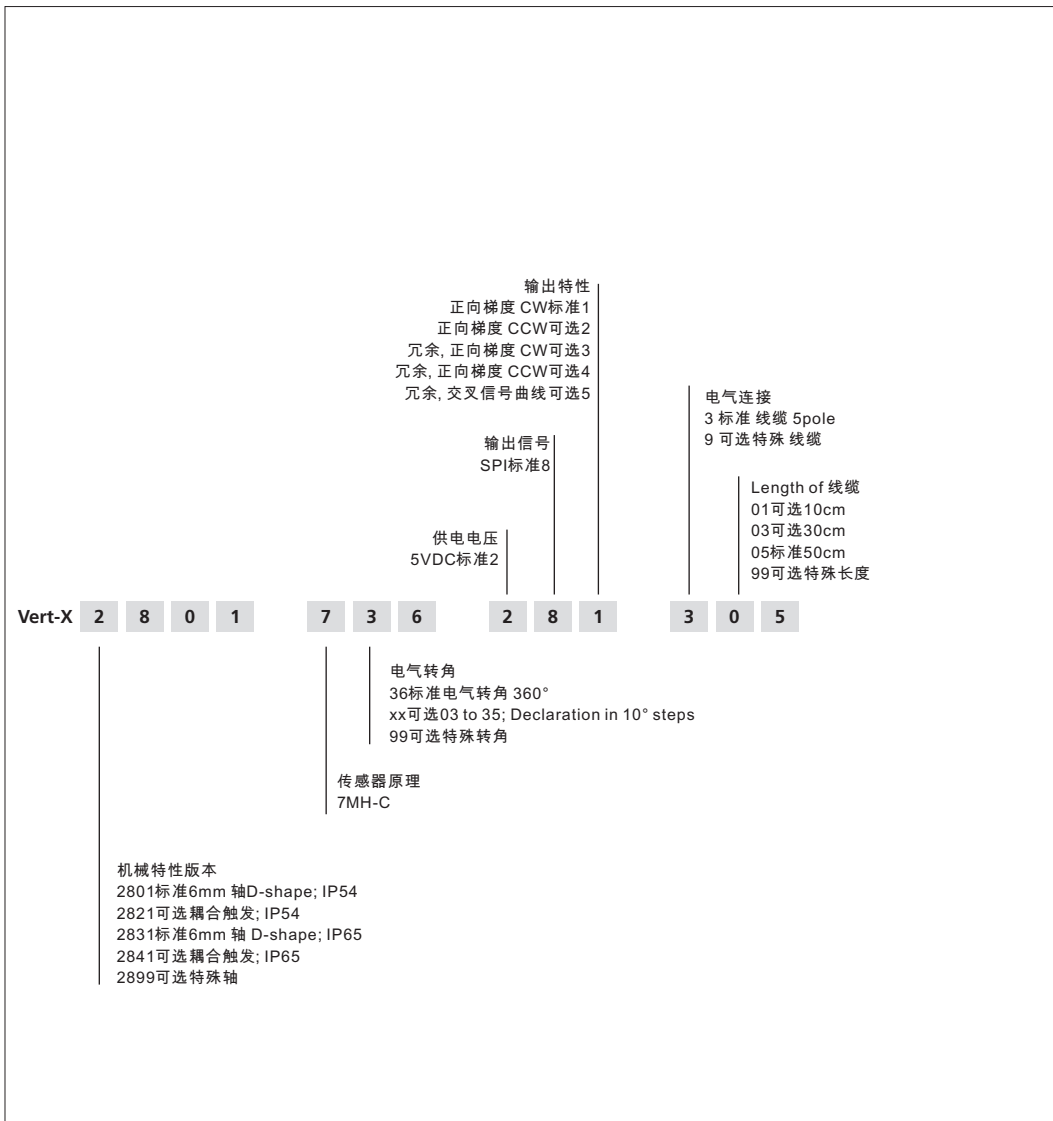 输出特性
正向梯度 CW标准1
正向梯度 CCW可选2
冗余, 正向梯度 CW可选3
冗余, 正向梯度 CCW可选4
冗余, 交叉信号曲线可选5
输出信号
SPI标准8
供电电压
5VDC标准2
电气连接
3 标准 线缆 5pole
9 可选特殊 线缆
Length of 线缆
01可选10cm
03可选30cm
05标准50cm
99可选特殊长度
Vert-X 2 8 0 1 7 3 6 2 8 1 3 0 5
电气转角
36标准电气转角 360°
xx可选03 to 35; Declaration in 10° steps
99可选特殊转角
传感器原理
7MH-C
机械特性版本
2801标准6mm 轴D-shape; IP54
2821可选耦合触发; IP54
2831标准6mm 轴 D-shape; IP65
2841可选耦合触发; IP65
2899可选特殊轴